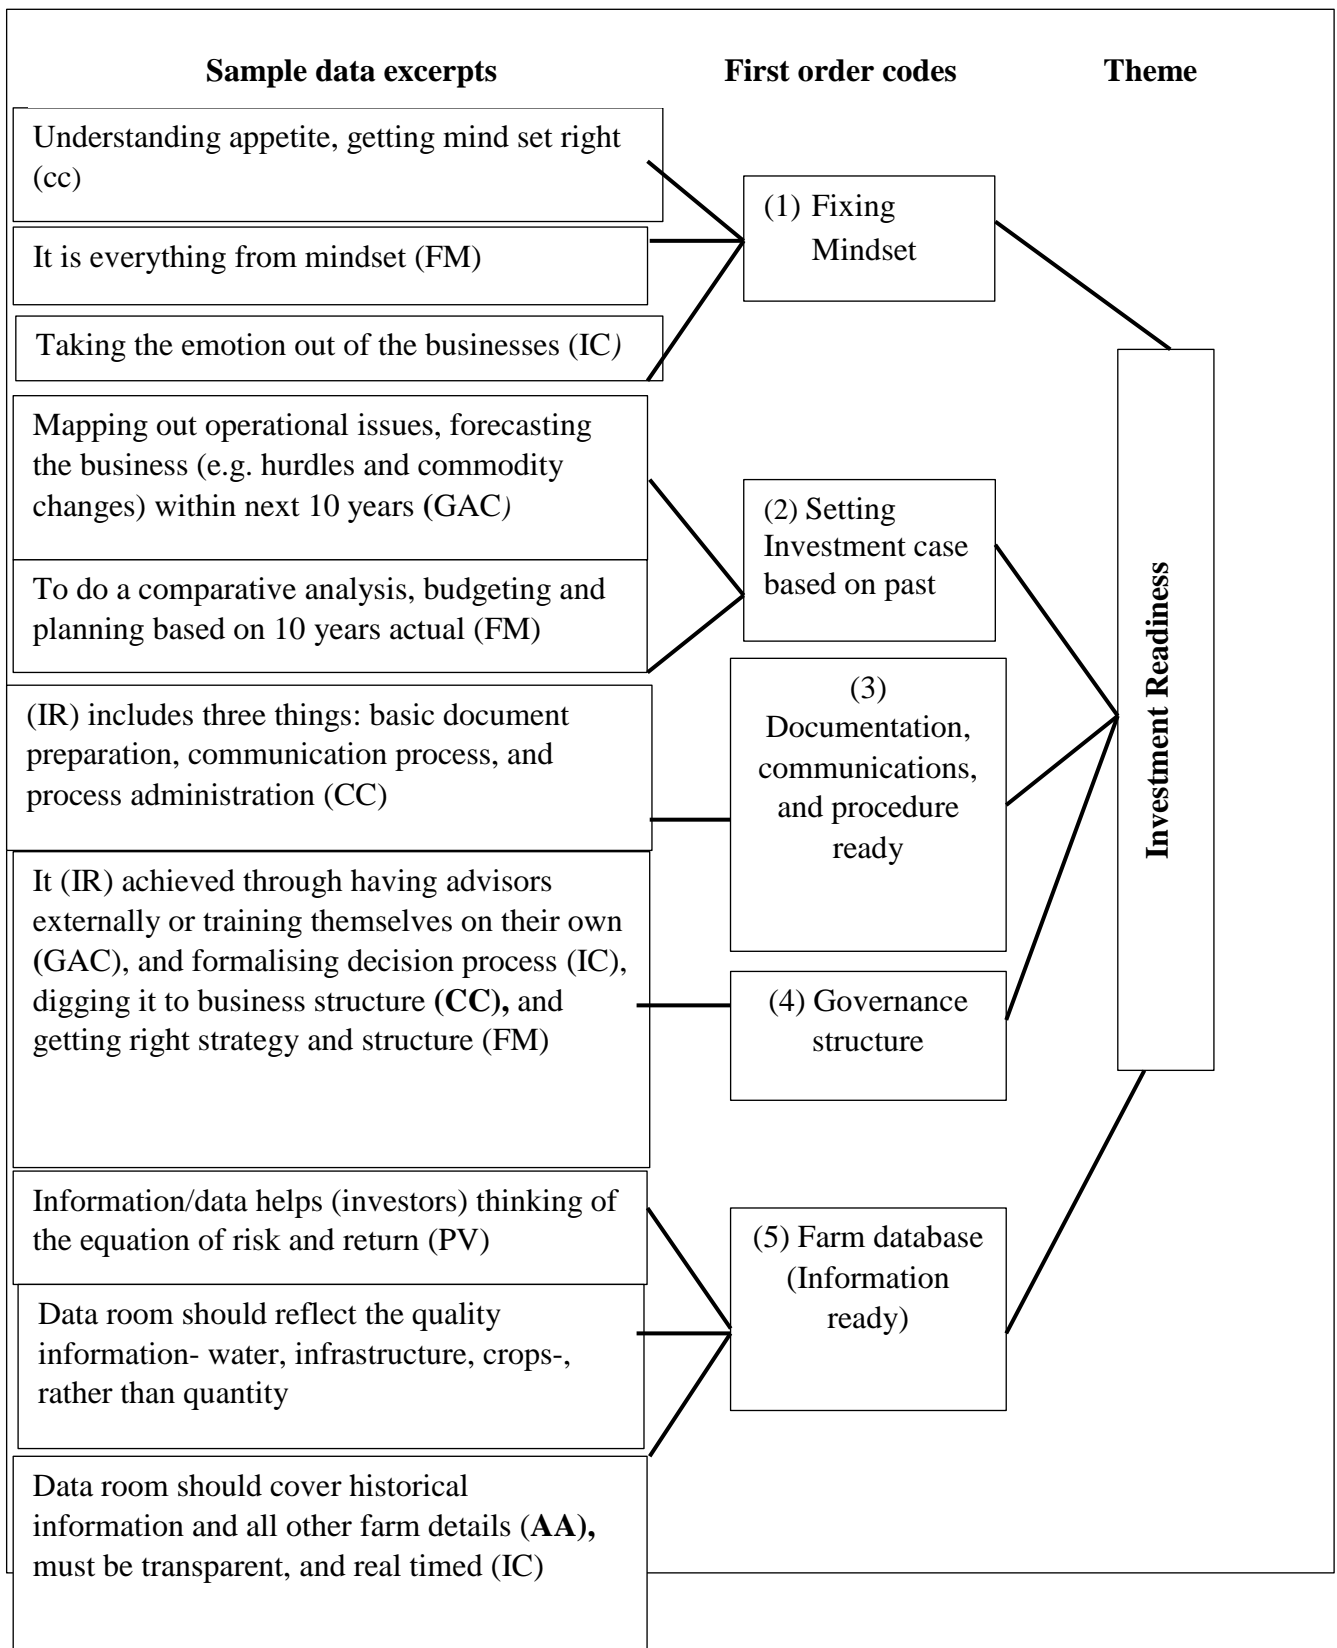 Sample data excerpts
First order codes
Theme
Understanding appetite, getting mind set right
(cc)
It is everything from mindset (FM)
Taking the emotion out of the businesses (IC)
(1) Fixing
Mindset
Mapping out operational issues, forecasting
the business (e.g. hurdles and commodity
changes) within next 10 years (GAC)
To do a comparative analysis, budgeting and
planning based on 10 years actual (FM)
(2) Setting
Investment case
based on past
(IR) includes three things: basic document
preparation, communication process, and
process administration (CC)
(3)
Documentation,
communications,
and procedure
ready
It (IR) achieved through having advisors
externally or training themselves on their own
(GAC), and formalising decision process (IC),
digging it to business structure (CC), and
getting right strategy and structure (FM)
(4) Governance
structure
Information/data helps (investors) thinking of
the equation of risk and return (PV)
Data room should reflect the quality
information- water, infrastructure, crops-,
rather than quantity
Data room should cover historical
information and all other farm details (AA),
must be transparent, and real timed (IC)
(5) Farm database
(Information
ready)
Investment Readiness